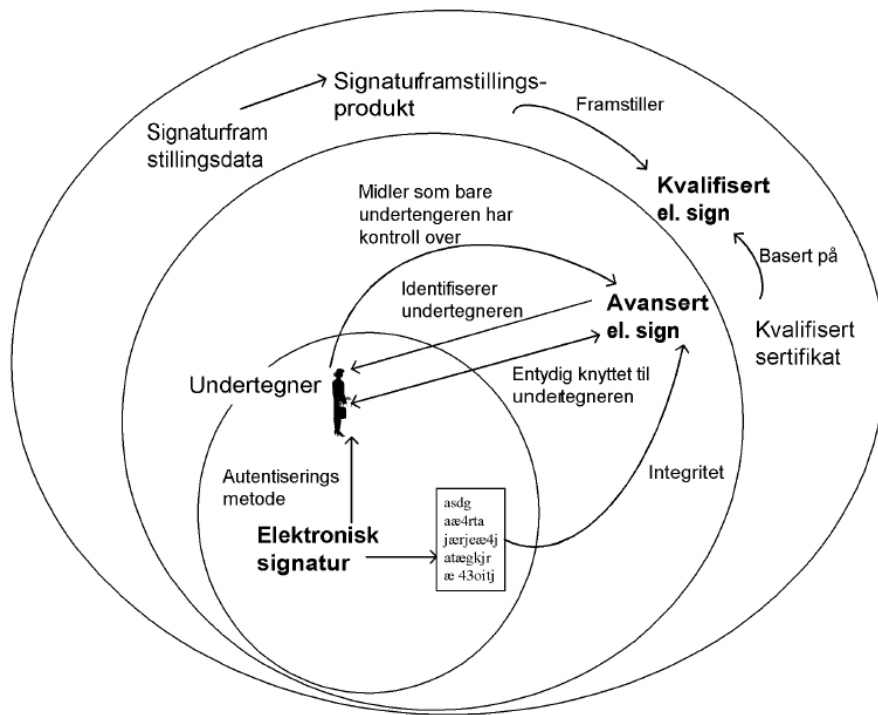 Signaturframstillings-
produkt
Framstiller
Signaturfram
stillingsdata
Kvalifisert
el. sign
Midler som bare
undertengeren har
kontroll over
Basert på
Identifiserer
undertegneren
Avansert
el. sign
Kvalifisert
sertifikat
Undertegner
Entydig knyttet til
undertegneren
Autentiserings
metode
Integritet
asdg
aæ4rta
jærjeæ4j
atægkjr
æ 43oitj
Elektronisk
signatur